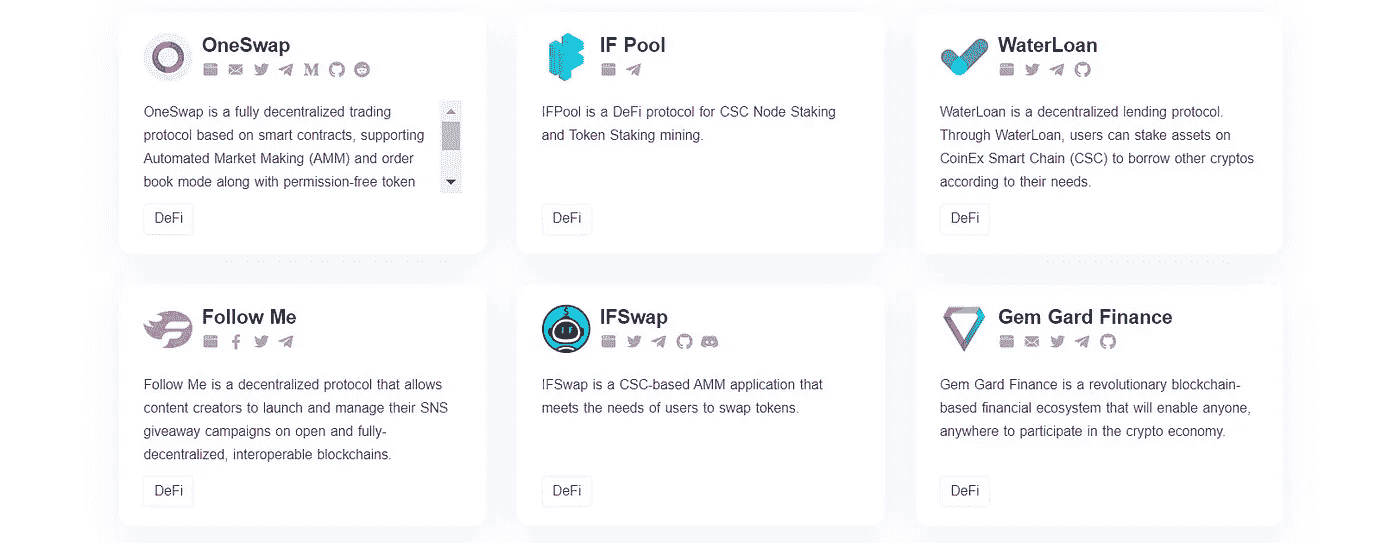 OneSwap
OneSwap is a fully decentralized trading
protocol based on smart contracts, supporting
Automated Market Making (AMM) and order
book mode along with permission-free token
DeFi
IF Pool
IFPool is a DeFi protocol for CSC Node Staking
and Token Staking mining.
DeFi
WaterLoan
WaterLoan is a decentralized lending protocol.
Through WaterLoan, users can stake assets on
CoinEx Smart Chain (CSC) to borrow other cryptos
according to their needs.
DeFi
Follow Me
Follow Me is a decentralized protocol that allows
content creators to launch and manage their SNS
giveaway campaigns on open and fully-
decentralized, interoperable blockchains.
DeFi
IFSwap
IFSwap is a CSC-based AMM application that
meets the needs of users to swap tokens.
DeFi
Gem Gard Finance
Gem Gard Finance is a revolutionary blockchain-
based financial ecosystem that will enable anyone,
anywhere to participate in the crypto economy.
DeFi